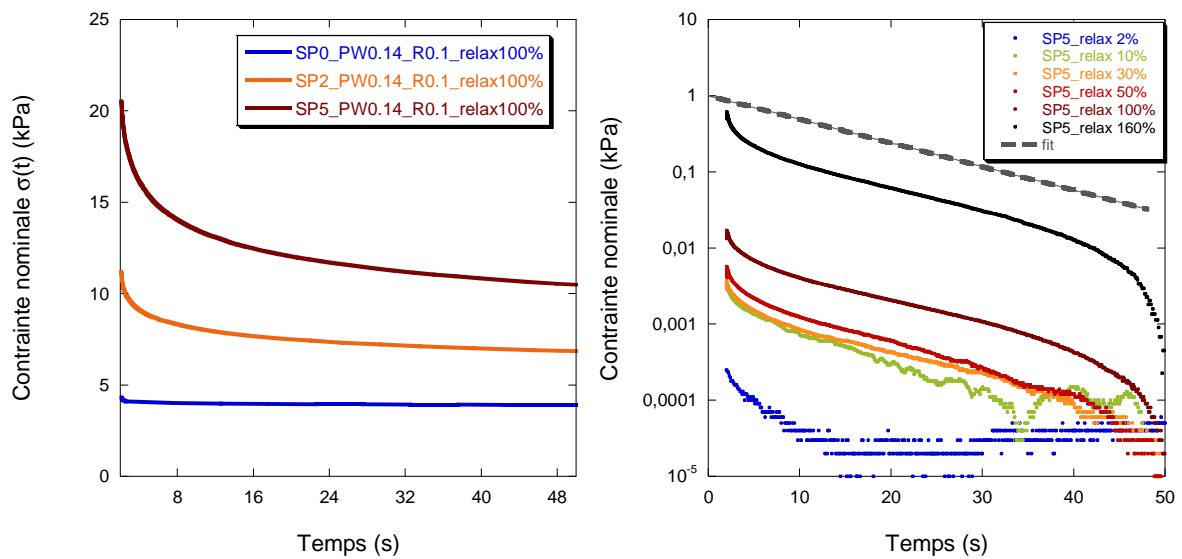 25
20
15
10
5
0
Contrainte nominale σ(t) (kPa)
SP0_PW0.14_R0.1_relax100%
SP2_PW0.14_R0.1_relax100%
SP5_PW0.14_R0.1_relax100%
8 16 24 32 40 48
Temps (s)
10
1
0,1
0,01
0,001
0,0001
10-5
Contrainte nominale (kPa)
SP5_relax 2%
SP5_relax 10%
SP5_relax 30%
SP5_relax 50%
SP5_relax 100%
SP5_relax 160%
fit
0 10 20 30 40 50
Temps (s)